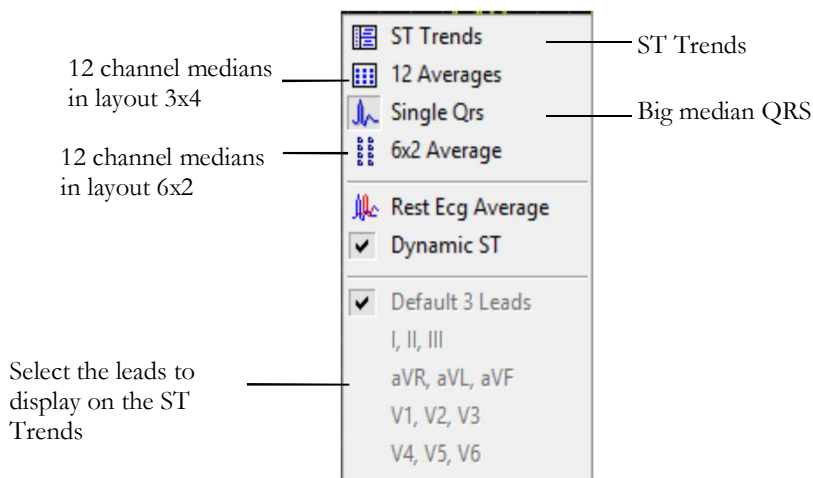 ST Trends
ST Trends
12 channel medians
in layout 3x4
12 Averages
Single Qrs
Big median QRS
12 channel medians
in layout 6x2
6x2 Average
Rest Ecg Average
Dynamic ST
Default 3 Leads
I, II, III
Select the leads to
display on the ST
Trends
aVR, aVL, aVF
V1, V2, V3
V4, V5, V6